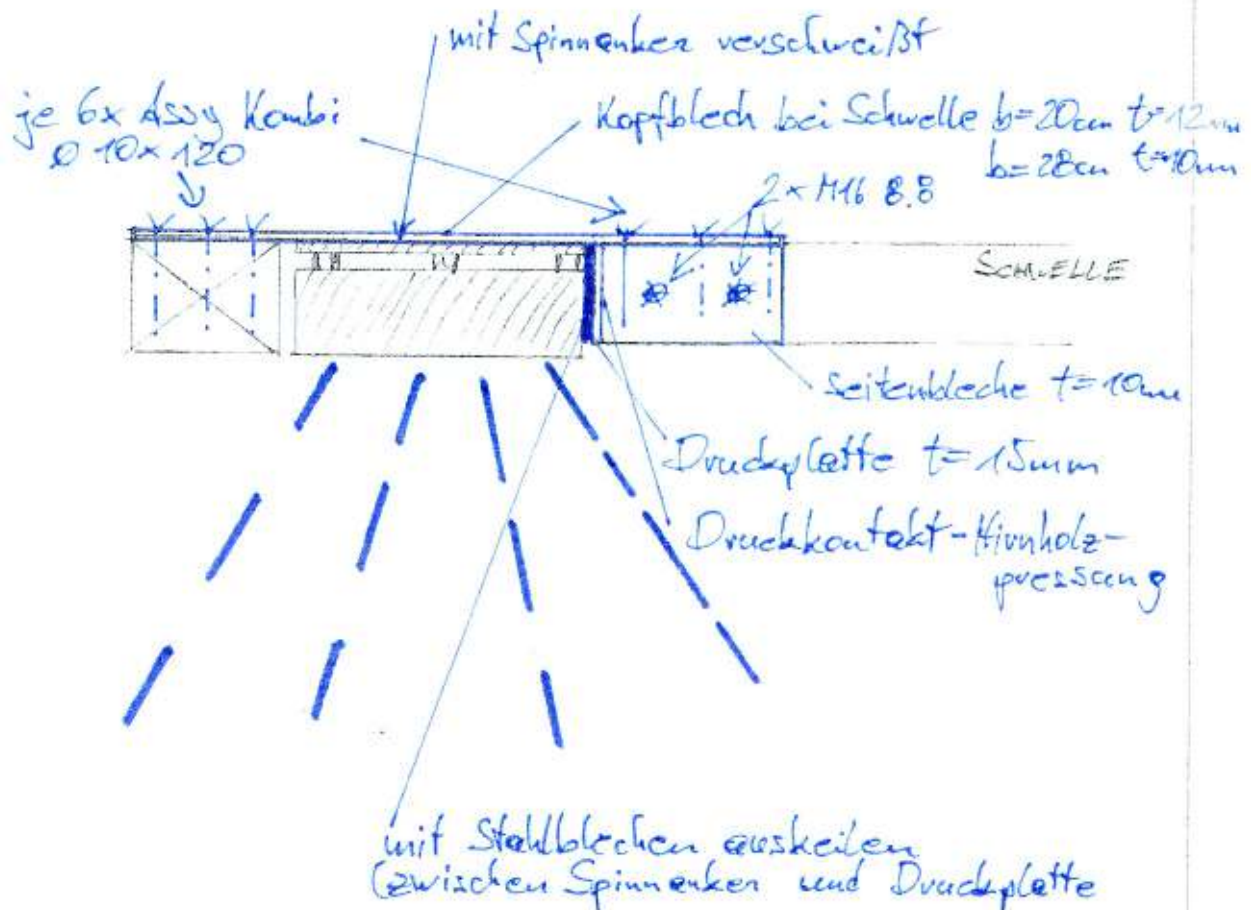 mit Spinnanker verschweißt
je 6x Assy Kombi
Ø 10x120
Kopfblech bei Schwelle b=20cm t=12mm
b=28cm t=10mm
2x M16 8.8
SCHWELLE
Seitenbleche t=10mm
Druckplatte t=15mm
Druckkontakt-Hirnholz-
pressung
mit Stahlblechen auskeilen
(zwischen Spinnanker und Druckplatte